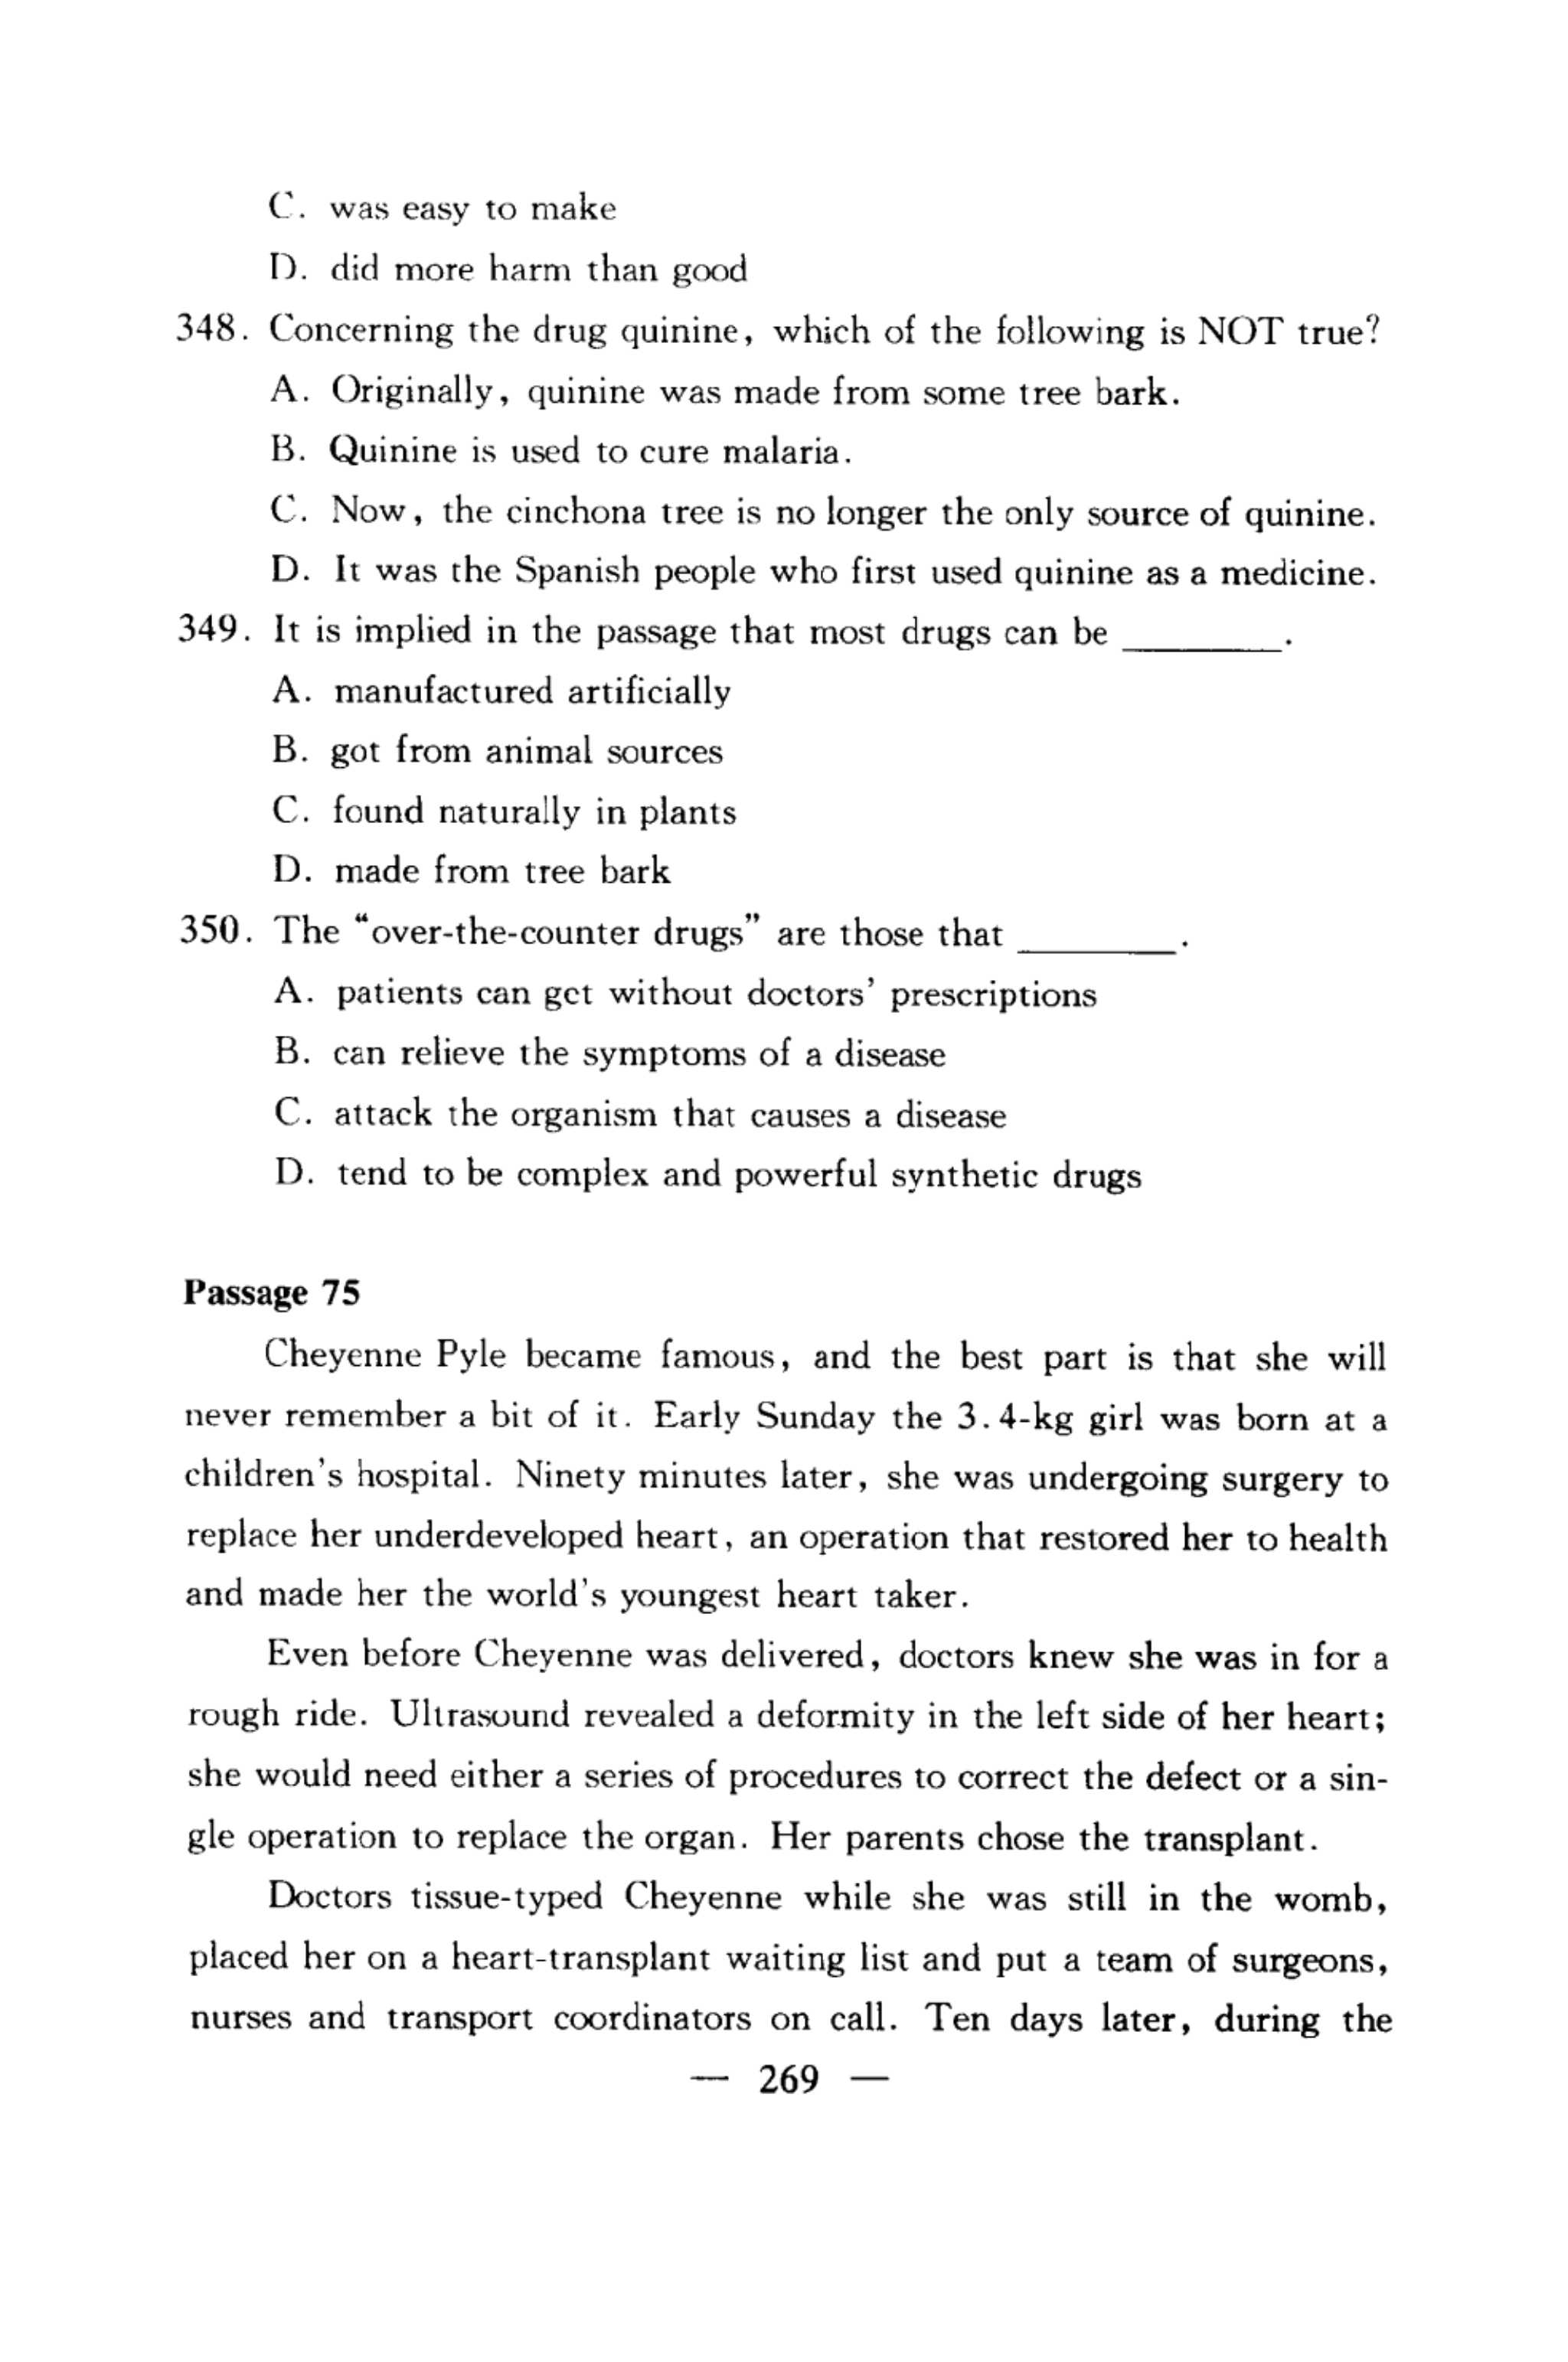 C. was easy to make
D. did more harm than good
348. Concerning the drug quinine, which of the following is NOT true?
A. Originally, quinine was made from some tree bark.
B. Quinine is used to cure malaria.
C. Now, the cinchona tree is no longer the only source of quinine.
D. It was the Spanish people who first used quinine as a medicine.
349. It is implied in the passage that most drugs can be ________.
A. manufactured artificially
B. got from animal sources
C. found naturally in plants
D. made from tree bark
350. The “over-the-counter drugs” are those that ________.
A. patients can get without doctors’ prescriptions
B. can relieve the symptoms of a disease
C. attack the organism that causes a disease
D. tend to be complex and powerful synthetic drugs
Passage 75
Cheyenne Pyle became famous, and the best part is that she will
never remember a bit of it. Early Sunday the 3.4-kg girl was born at a
children's hospital. Ninety minutes later, she was undergoing surgery to
replace her underdeveloped heart, an operation that restored her to health
and made her the world's youngest heart taker.
Even before Cheyenne was delivered, doctors knew she was in for a
rough ride. Ultrasound revealed a deformity in the left side of her heart;
she would need either a series of procedures to correct the defect or a sin-
gle operation to replace the organ. Her parents chose the transplant.
Doctors tissue-typed Cheyenne while she was still in the womb,
placed her on a heart-transplant waiting list and put a team of surgeons,
nurses and transport coordinators on call. Ten days later, during the
— 269 —